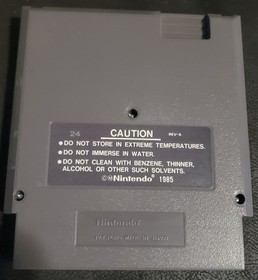 24 CAUTION REV-A
● DO NOT STORE IN EXTREME TEMPERATURES.
● DO NOT IMMERSE IN WATER.
● DO NOT CLEAN WITH BENZENE, THINNER,
ALCOHOL OR OTHER SUCH SOLVENTS.
©Nintendo® 1985
Nintendo®